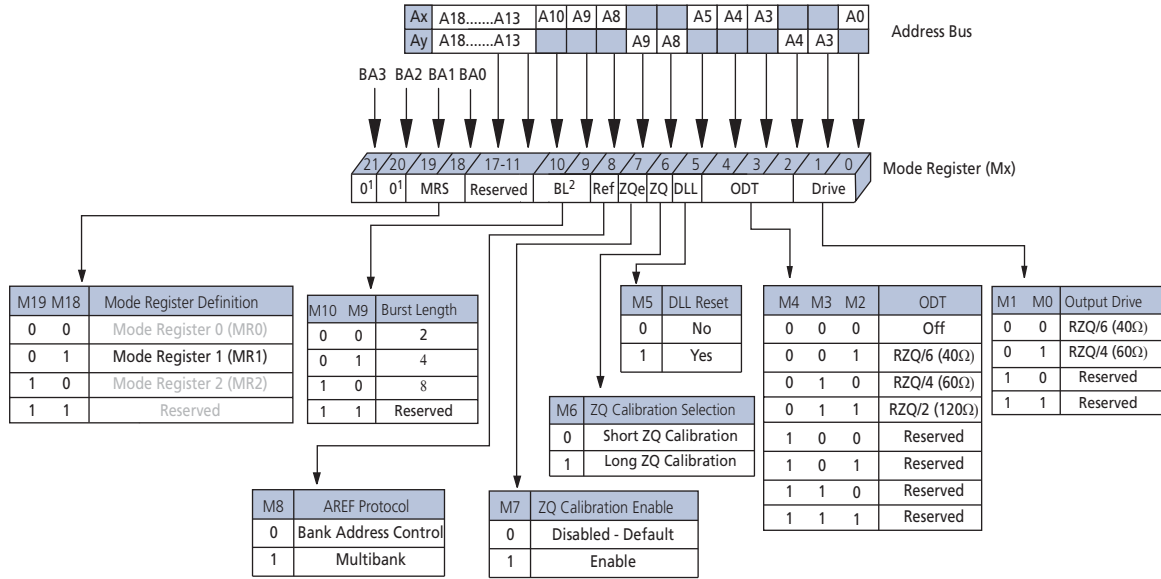 Ax A18.......A13 A10 A9 A8 A5 A4 A3 A0
Ay A18.......A13 A9 A8 A4 A3
Address Bus
BA3 BA2 BA1 BA0
21 20 19 18 17-11 10 9 8 7 6 5 4 3 2 1 0
Mode Register (Mx)
0¹ 0¹ MRS Reserved BL² Ref ZQe ZQ DLL ODT Drive
M19 M18 Mode Register Definition
0 0 Mode Register 0 (MR0)
0 1 Mode Register 1 (MR1)
1 0 Mode Register 2 (MR2)
1 1 Reserved
M10 M9 Burst Length
0 0 2
0 1 4
1 0 8
1 1 Reserved
M5 DLL Reset
0 No
1 Yes
M4 M3 M2 ODT
0 0 0 Off
0 0 1 RZQ/6 (40Ω)
0 1 0 RZQ/4 (60Ω)
0 1 1 RZQ/2 (120Ω)
1 0 0 Reserved
1 0 1 Reserved
1 1 0 Reserved
1 1 1 Reserved
M1 M0 Output Drive
0 0 RZQ/6 (40Ω)
0 1 RZQ/4 (60Ω)
1 0 Reserved
1 1 Reserved
M6 ZQ Calibration Selection
0 Short ZQ Calibration
1 Long ZQ Calibration
M8 AREF Protocol
0 Bank Address Control
1 Multibank
M7 ZQ Calibration Enable
0 Disabled - Default
1 Enable